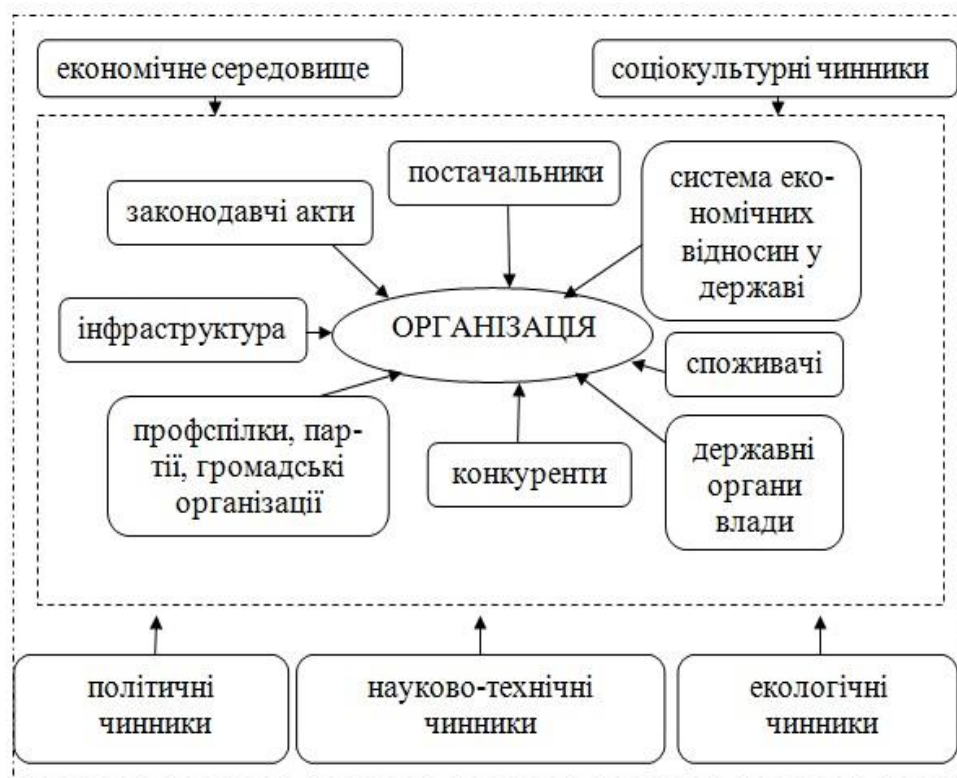 економічне середовище
соціокультурні чинники
постачальники
законодавчі акти
система еко-
номічних
відносин у
державі
інфраструктура
ОРГАНІЗАЦІЯ
споживачі
профспілки, пар-
тії, громадські
організації
конкуренти
державні
органи
влади
політичні
чинники
науково-технічні
чинники
екологічні
чинники